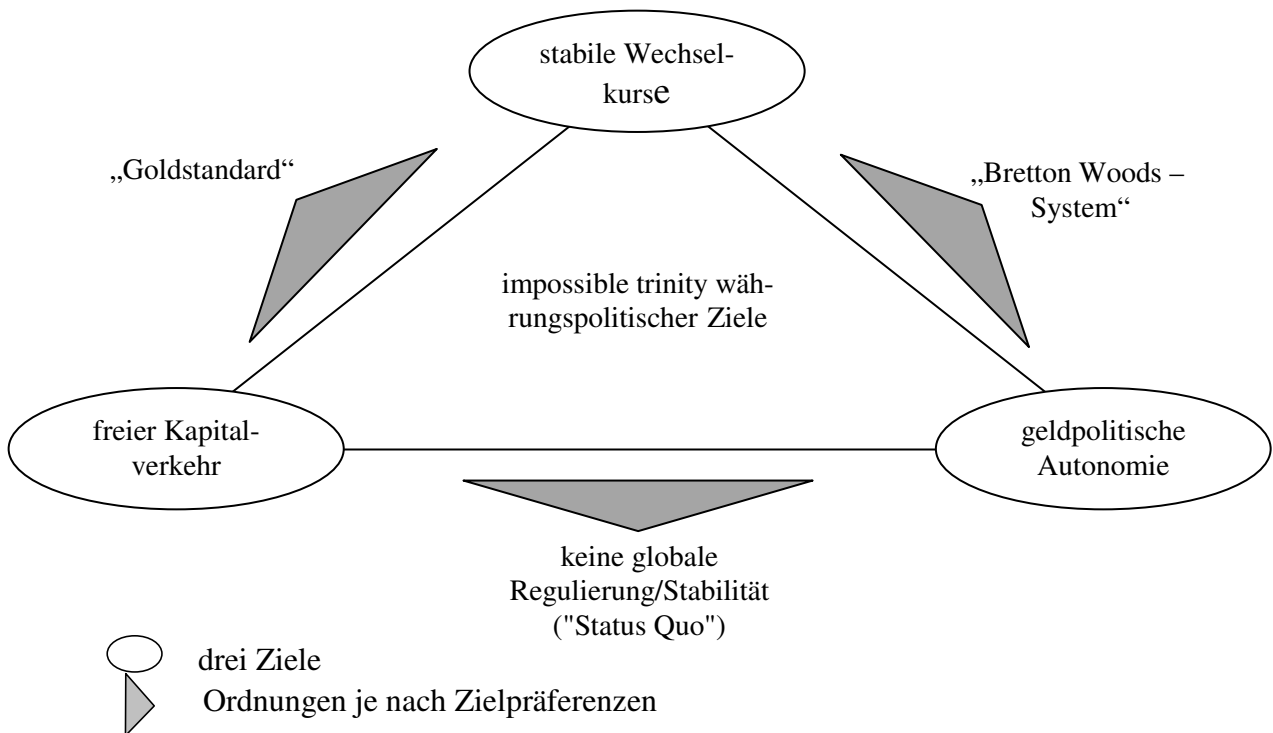 stabile Wechsel-
kurse
„Goldstandard“
„Bretton Woods –
System“
impossible trinity wäh-
rungspolitischer Ziele
freier Kapital-
verkehr
geldpolitische
Autonomie
keine globale
Regulierung/Stabilität
("Status Quo")
drei Ziele
Ordnungen je nach Zielpräferenzen